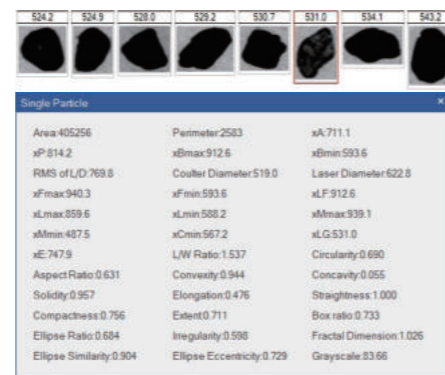 524.2 524.9 528.0 529.2 530.7 531.0 534.1 543.2
Single Particle ×
Area:405256 Perimeter:2583 xA:711.1
xP:814.2 xBmax:912.6 xBmin:593.6
RMS of L/D:769.8 Coulter Diameter:519.0 Laser Diameter:622.8
xFmax:940.3 xFmin:593.6 xLF:912.6
xLmax:859.6 xLmin:588.2 xMmax:939.1
xMmin:487.5 xCmin:567.2 xLG:531.0
xE:747.9 L/W Ratio:1.537 Circularity:0.690
Aspect Ratio:0.631 Convexity:0.944 Concavity:0.055
Solidity:0.957 Elongation:0.476 Straightness:1.000
Compactness:0.756 Extent:0.711 Box ratio:0.733
Ellipse Ratio:0.684 Irregularity:0.598 Fractal Dimension:1.026
Ellipse Similarity:0.904 Ellipse Eccentricity:0.729 Grayscale:83.66